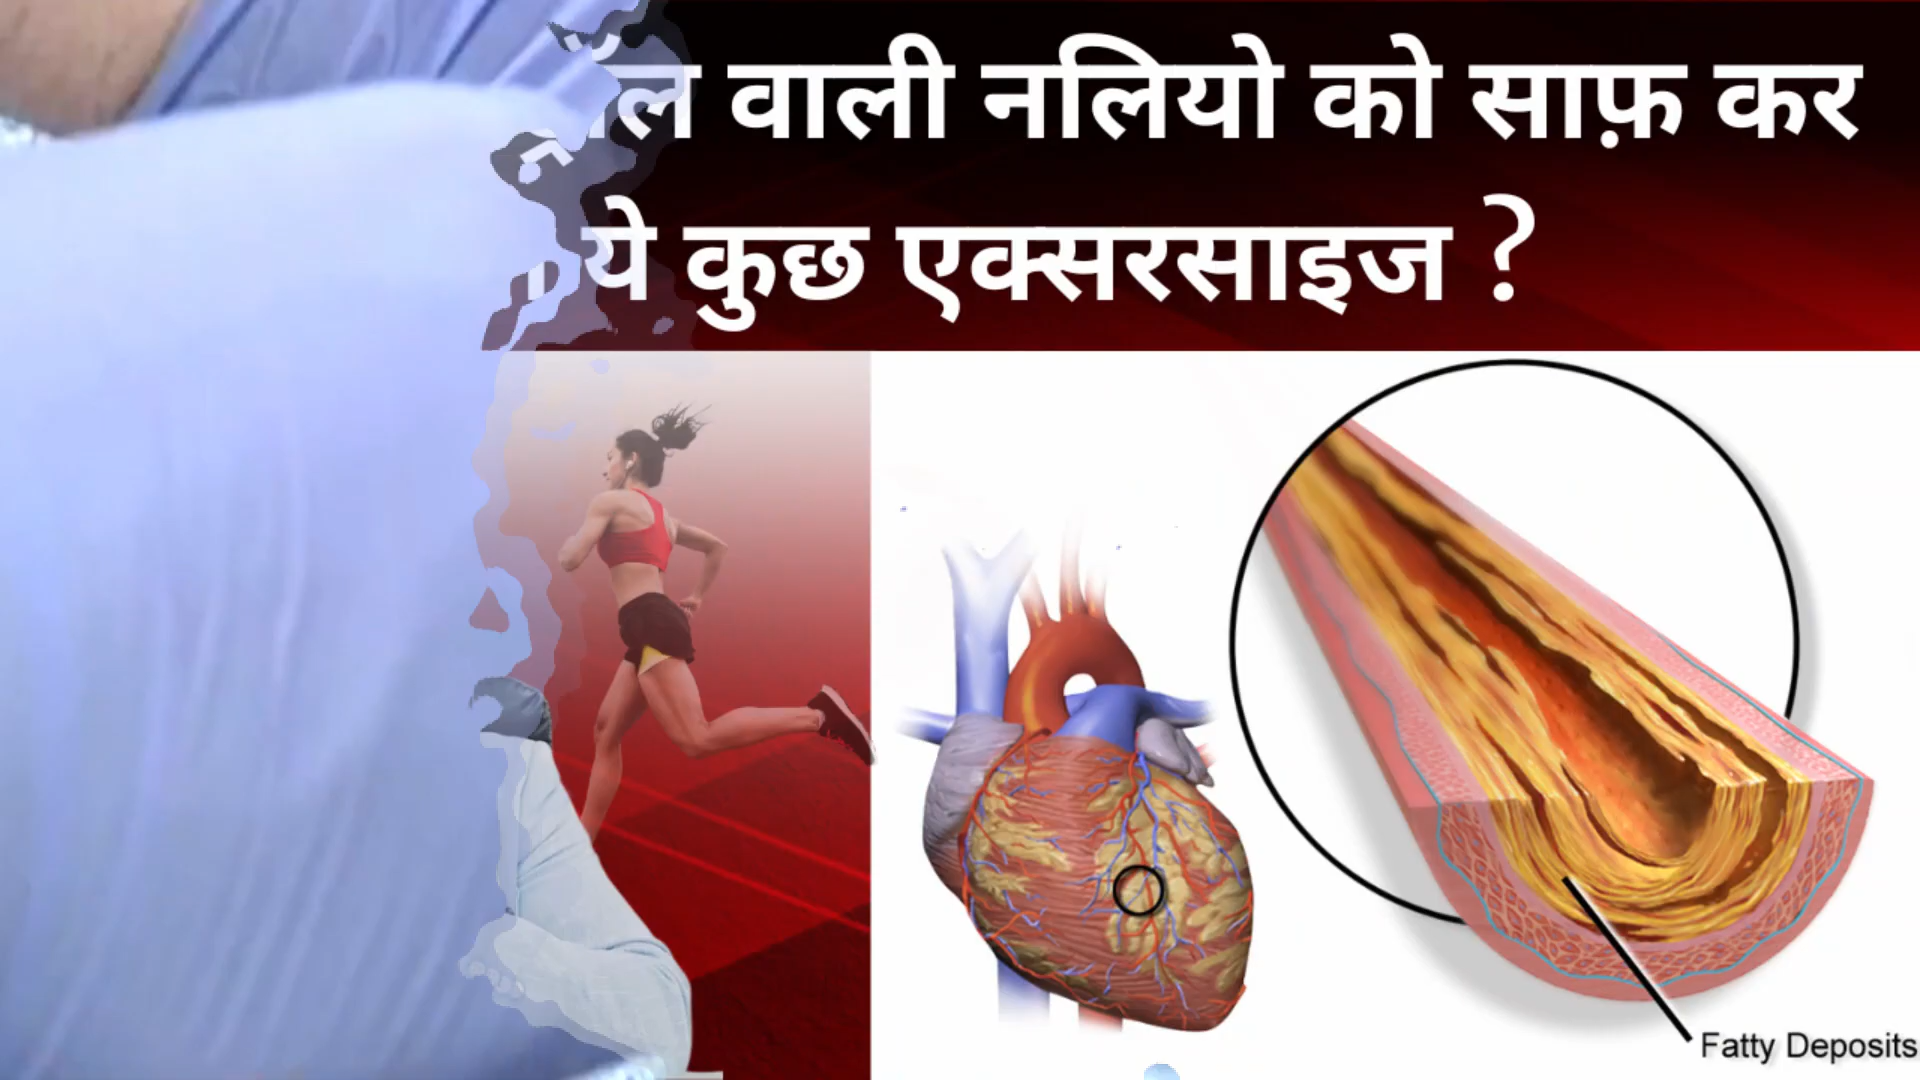 वाली नलियो को साफ़ कर
ये कुछ एक्सरसाइज ?
Fatty Deposits